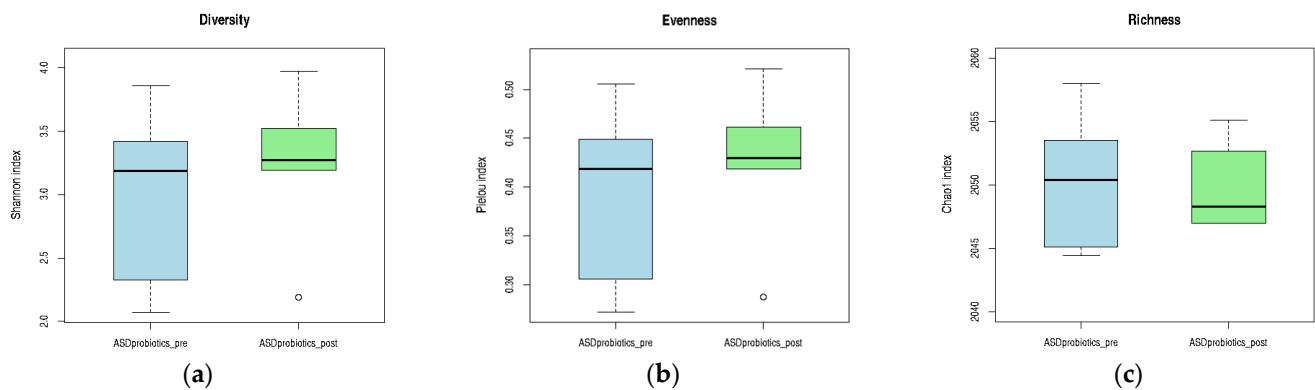 Diversity
Shannon index
4.0
3.5
3.0
2.5
2.0
ASDprobiotics_pre
ASDprobiotics_post
(a)
Evenness
Pielou index
0.50
0.45
0.40
0.35
0.30
ASDprobiotics_pre
ASDprobiotics_post
(b)
Richness
Chao1 index
2060
2055
2050
2045
2040
ASDprobiotics_pre
ASDprobiotics_post
(c)